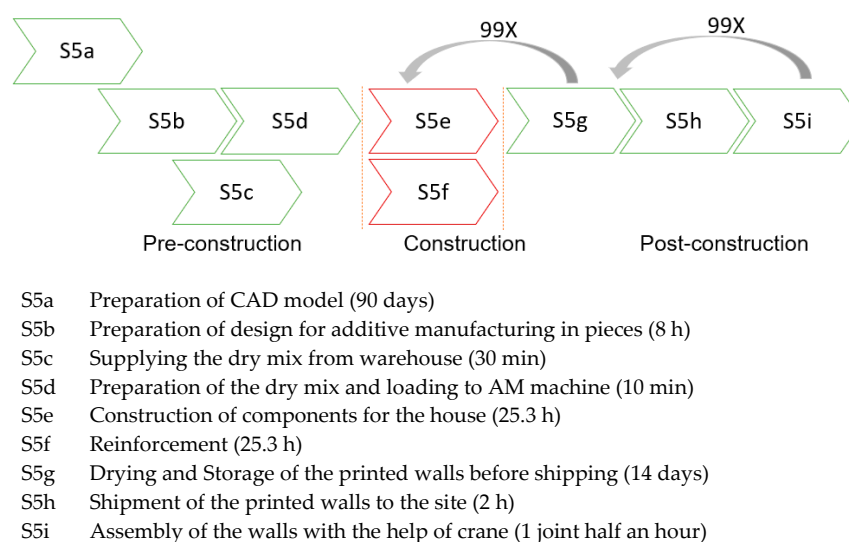 99X
99X
S5a
S5b
S5d
S5e
S5g
S5h
S5i
S5c
S5f
Pre-construction
Construction
Post-construction
S5a Preparation of CAD model (90 days)
S5b Preparation of design for additive manufacturing in pieces (8 h)
S5c Supplying the dry mix from warehouse (30 min)
S5d Preparation of the dry mix and loading to AM machine (10 min)
S5e Construction of components for the house (25.3 h)
S5f Reinforcement (25.3 h)
S5g Drying and Storage of the printed walls before shipping (14 days)
S5h Shipment of the printed walls to the site (2 h)
S5i Assembly of the walls with the help of crane (1 joint half an hour)